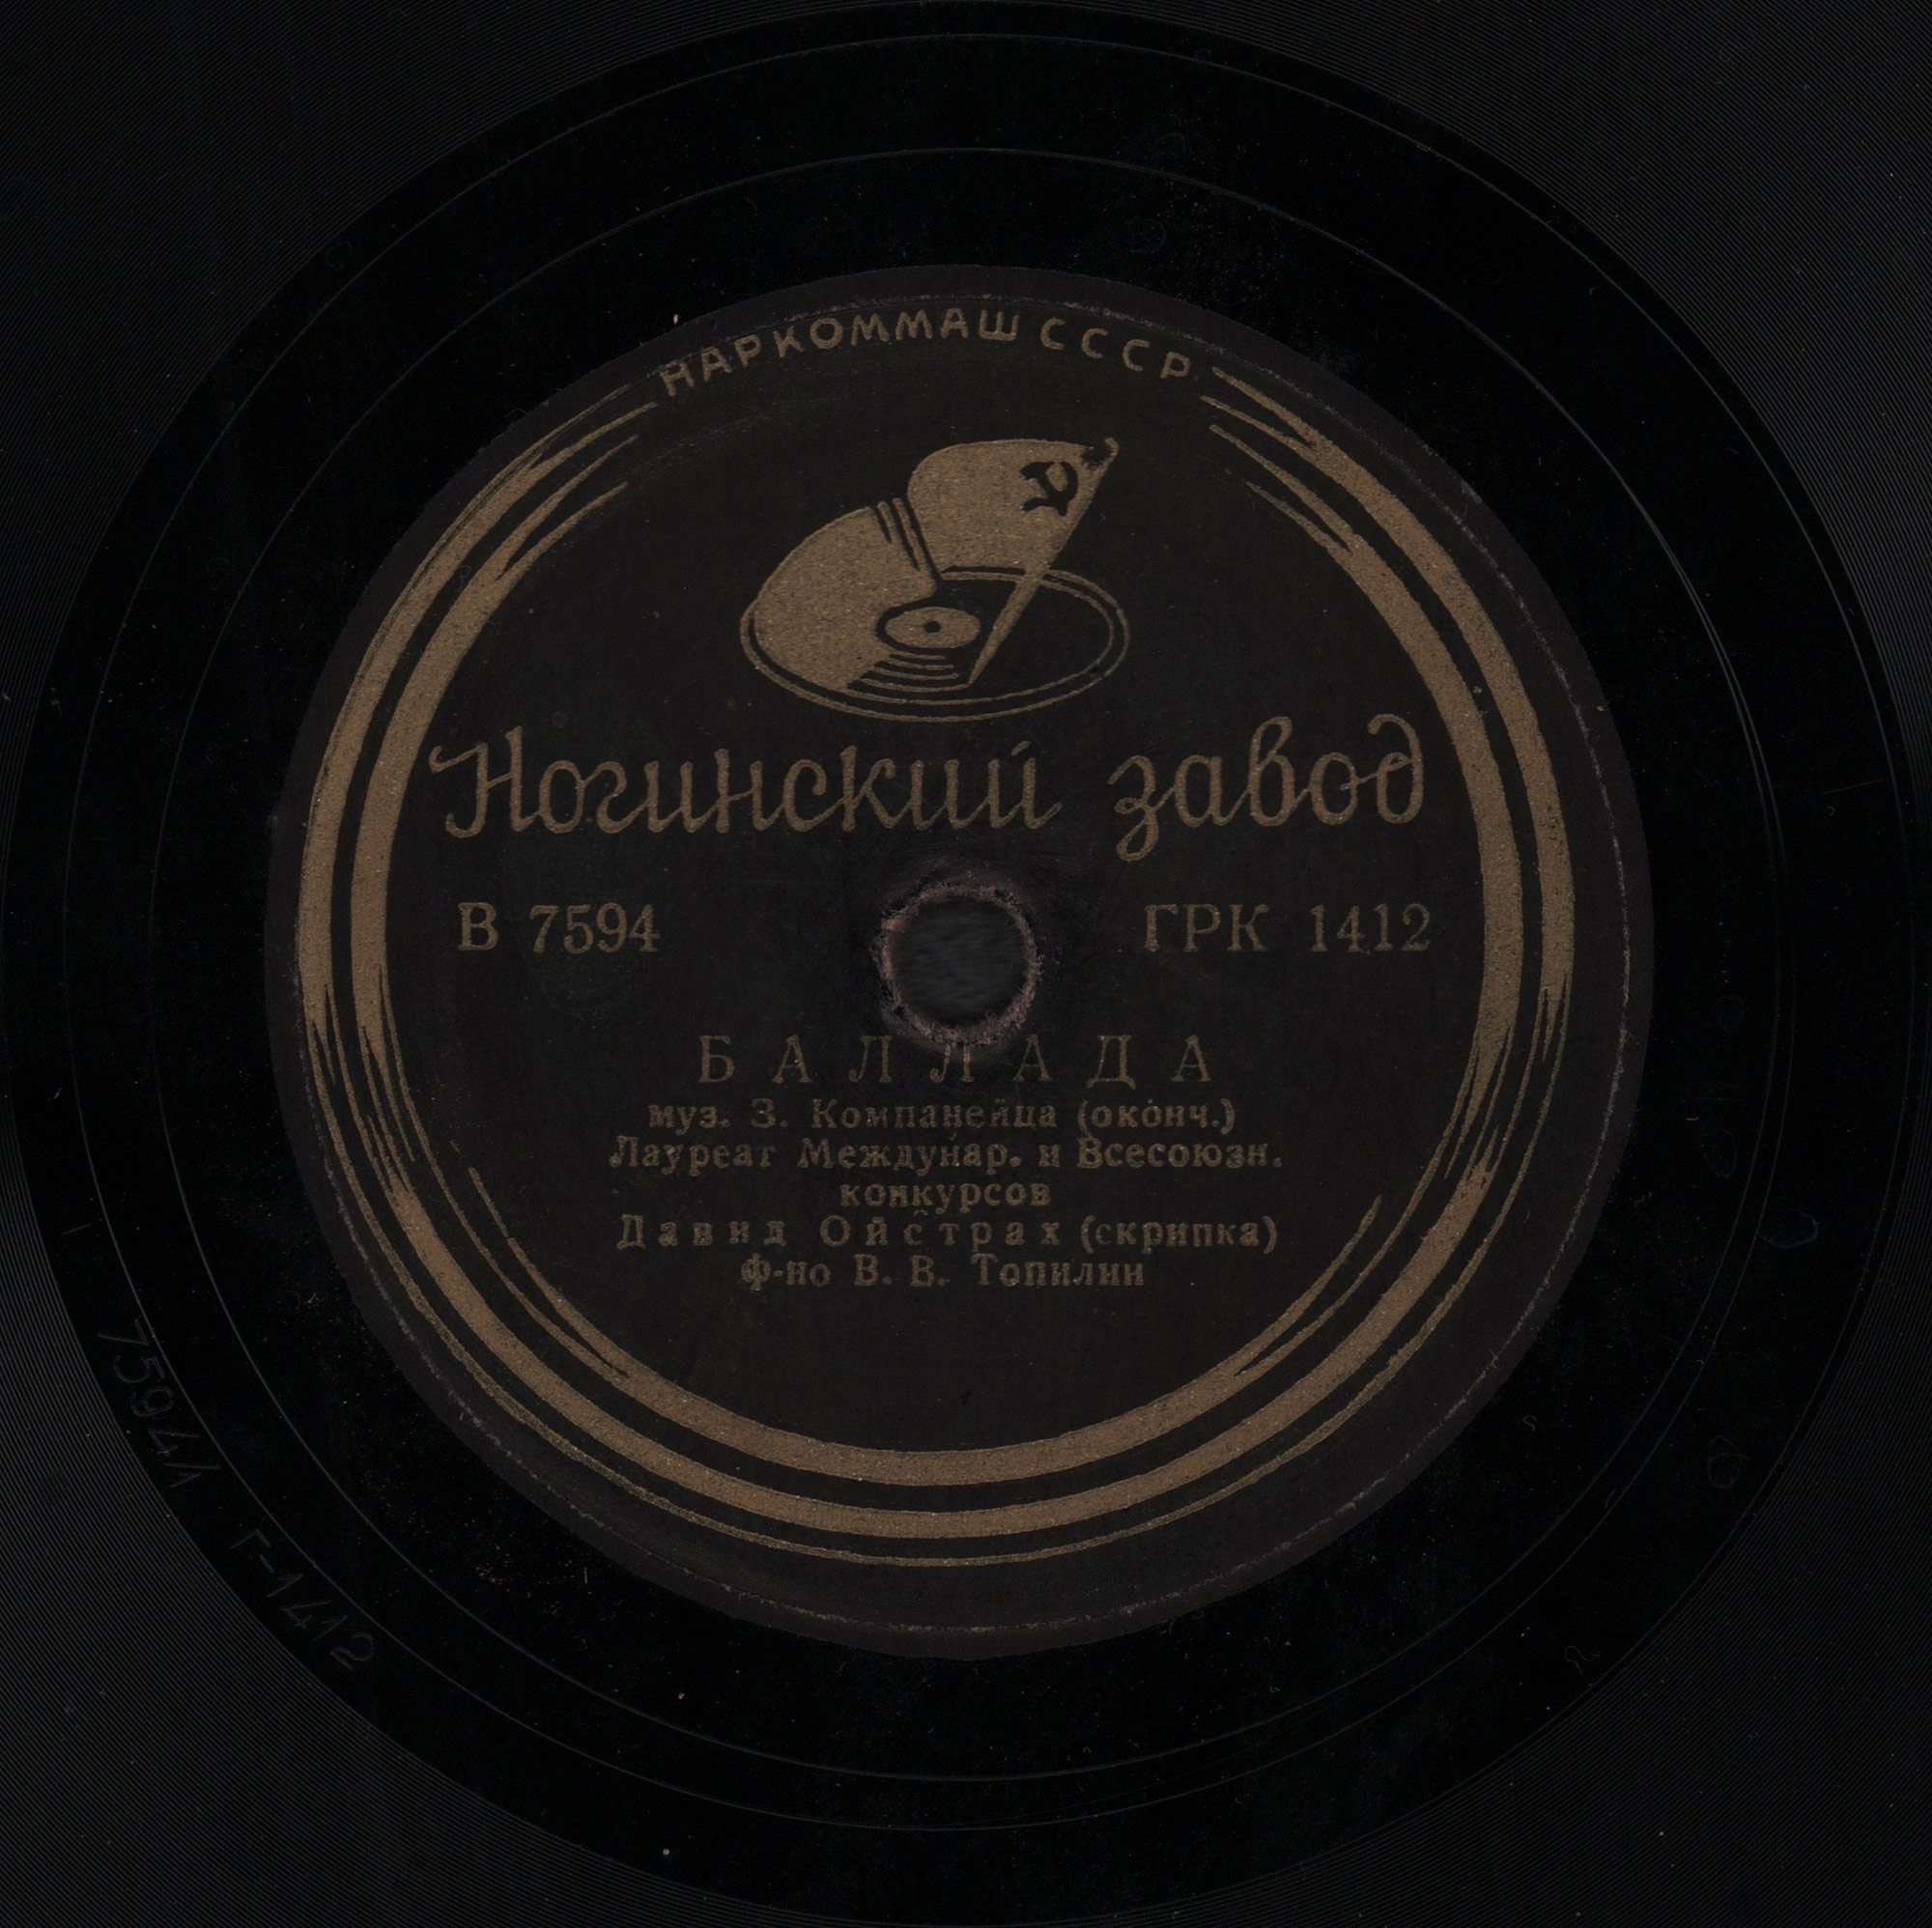 НАРКОММАШ СССР
Ногинский завод
В 7594 ГРК 1412
БАЛЛАДА
муз. З. Компанейца (оконч.)
Лауреат Междунар. и Всесоюзн.
конкурсов
Давид Ойстрах (скрипка)
ф-но В. В. Топилин
7594/1 Г-1412